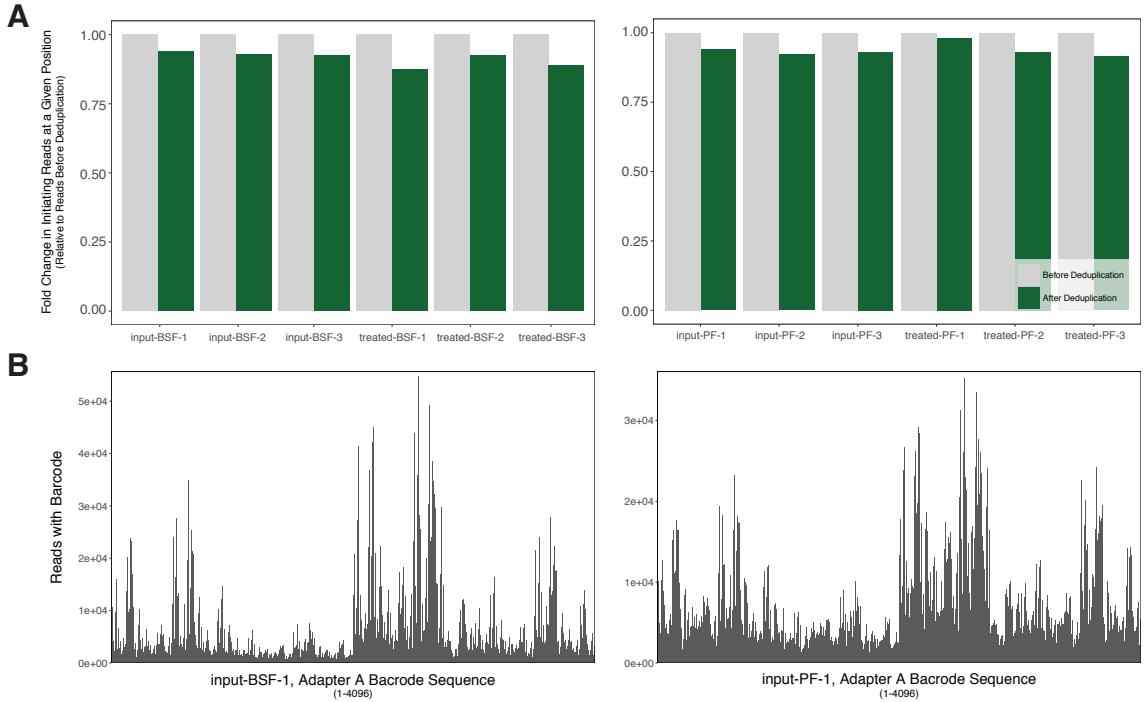 A
Fold Change in Initiating Reads at a Given Position
(Relative to Reads Before Deduplication)
1.00
0.75
0.50
0.25
0.00
input-BSF-1
input-BSF-2
input-BSF-3
treated-BSF-1
treated-BSF-2
treated-BSF-3
1.00
0.75
0.50
0.25
0.00
Before Deduplication
After Deduplication
input-PF-1
input-PF-2
input-PF-3
treated-PF-1
treated-PF-2
treated-PF-3
B
Reads with Barcode
5e+04
4e+04
3e+04
2e+04
1e+04
0e+00
input-BSF-1, Adapter A Bacrode Sequence
(1-4096)
3e+04
2e+04
1e+04
0e+00
input-PF-1, Adapter A Bacrode Sequence
(1-4096)